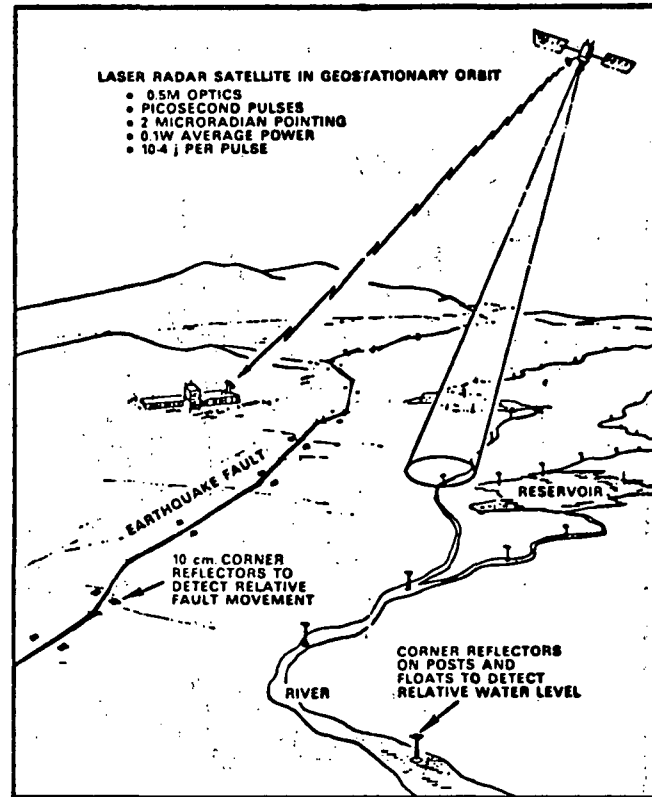 LASER RADAR SATELLITE IN GEOSTATIONARY ORBIT
• 0.5M OPTICS
• PICOSECOND PULSES
• 2 MICRORADIAN POINTING
• 0.1W AVERAGE POWER
• 10-4 j PER PULSE
EARTHQUAKE FAULT
RESERVOIR
10 cm. CORNER
REFLECTORS TO
DETECT RELATIVE
FAULT MOVEMENT
CORNER REFLECTORS
ON POSTS AND
FLOATS TO DETECT
RELATIVE WATER LEVEL
RIVER